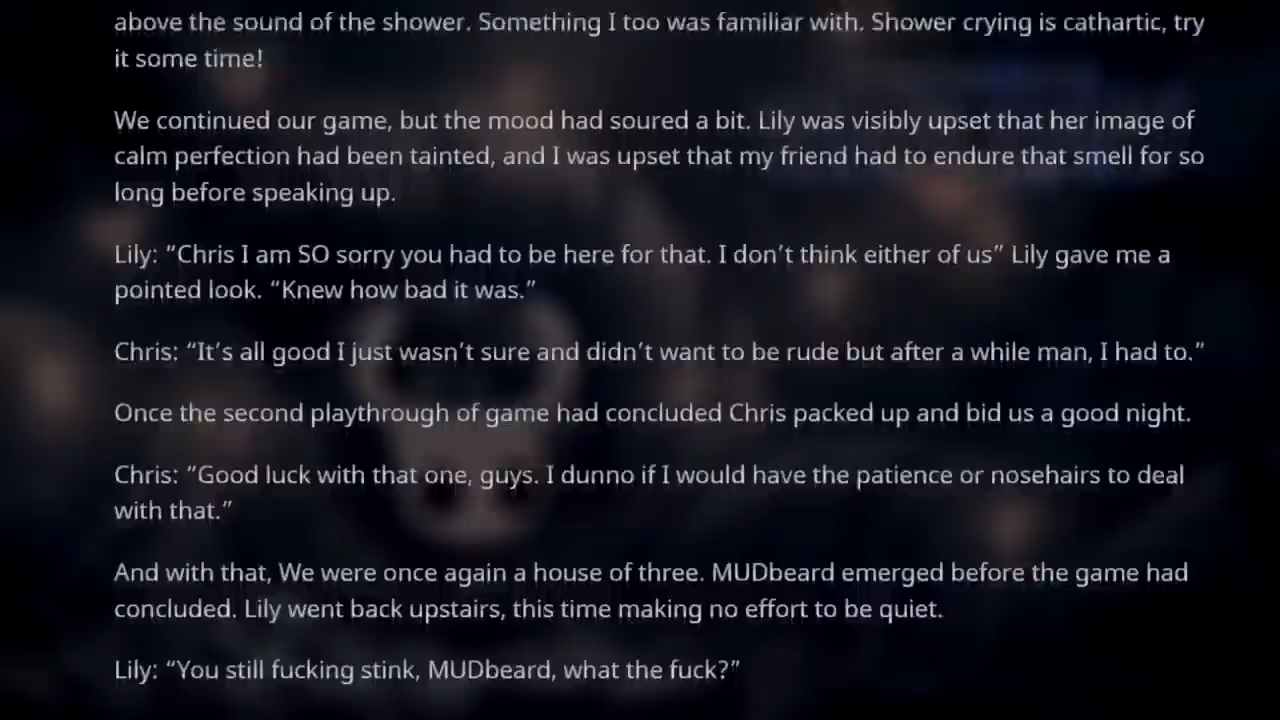 above the sound of the shower. Something I too was familiar with. Shower crying is cathartic, try
it some time!
We continued our game, but the mood had soured a bit. Lily was visibly upset that her image of
calm perfection had been tainted, and I was upset that my friend had to endure that smell for so
long before speaking up.
Lily: “Chris I am SO sorry you had to be here for that. I don’t think either of us” Lily gave me a
pointed look. “Knew how bad it was.”
Chris: “It’s all good I just wasn’t sure and didn’t want to be rude but after a while man, I had to.”
Once the second playthrough of game had concluded Chris packed up and bid us a good night.
Chris: “Good luck with that one, guys. I dunno if I would have the patience or nosehairs to deal
with that.”
And with that, We were once again a house of three. MUDbeard emerged before the game had
concluded. Lily went back upstairs, this time making no effort to be quiet.
Lily: “You still fucking stink, MUDbeard, what the fuck?”